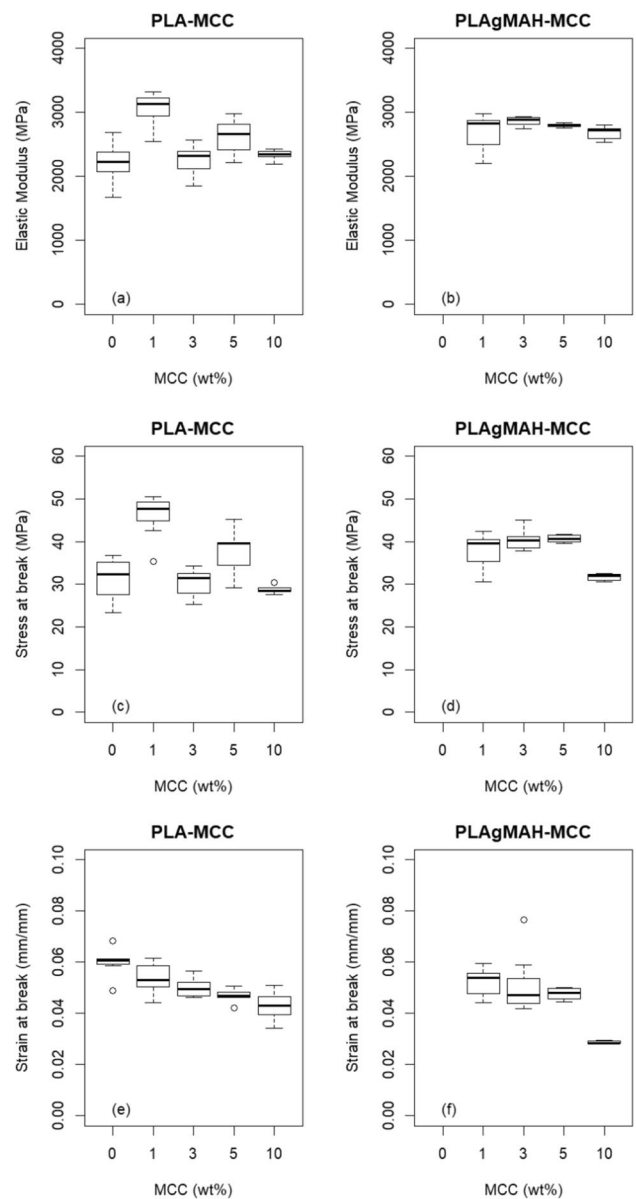 PLA-MCC
Elastic Modulus (MPa)
4000
3000
2000
1000
0
(a)
0 1 3 5 10
MCC (wt%)
PLAgMAH-MCC
Elastic Modulus (MPa)
4000
3000
2000
1000
0
(b)
0 1 3 5 10
MCC (wt%)
PLA-MCC
Stress at break (MPa)
60
50
40
30
20
10
0
(c)
0 1 3 5 10
MCC (wt%)
PLAgMAH-MCC
Stress at break (MPa)
60
50
40
30
20
10
0
(d)
0 1 3 5 10
MCC (wt%)
PLA-MCC
Strain at break (mm/mm)
0.10
0.08
0.06
0.04
0.02
0.00
(e)
0 1 3 5 10
MCC (wt%)
PLAgMAH-MCC
Strain at break (mm/mm)
0.10
0.08
0.06
0.04
0.02
0.00
(f)
0 1 3 5 10
MCC (wt%)